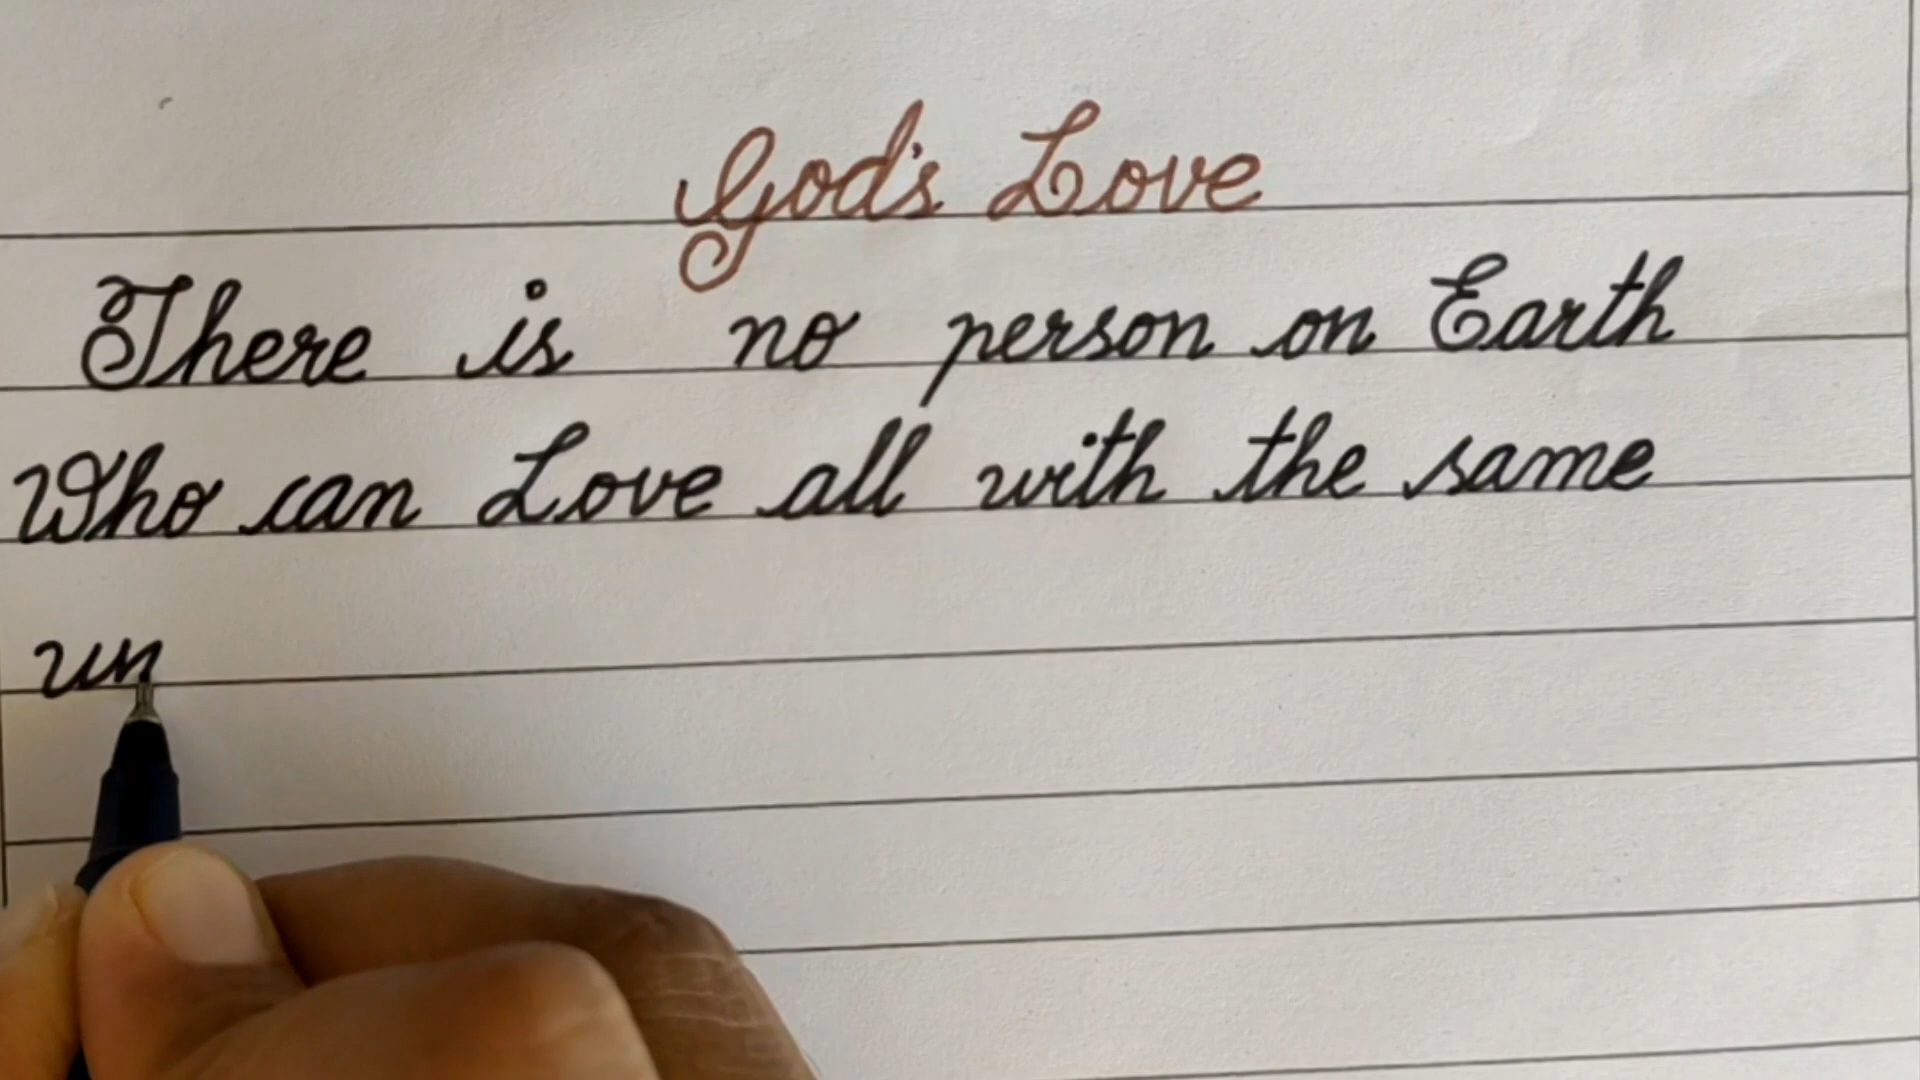 God's Love
There is no person on Earth
Who can Love all with the same
un